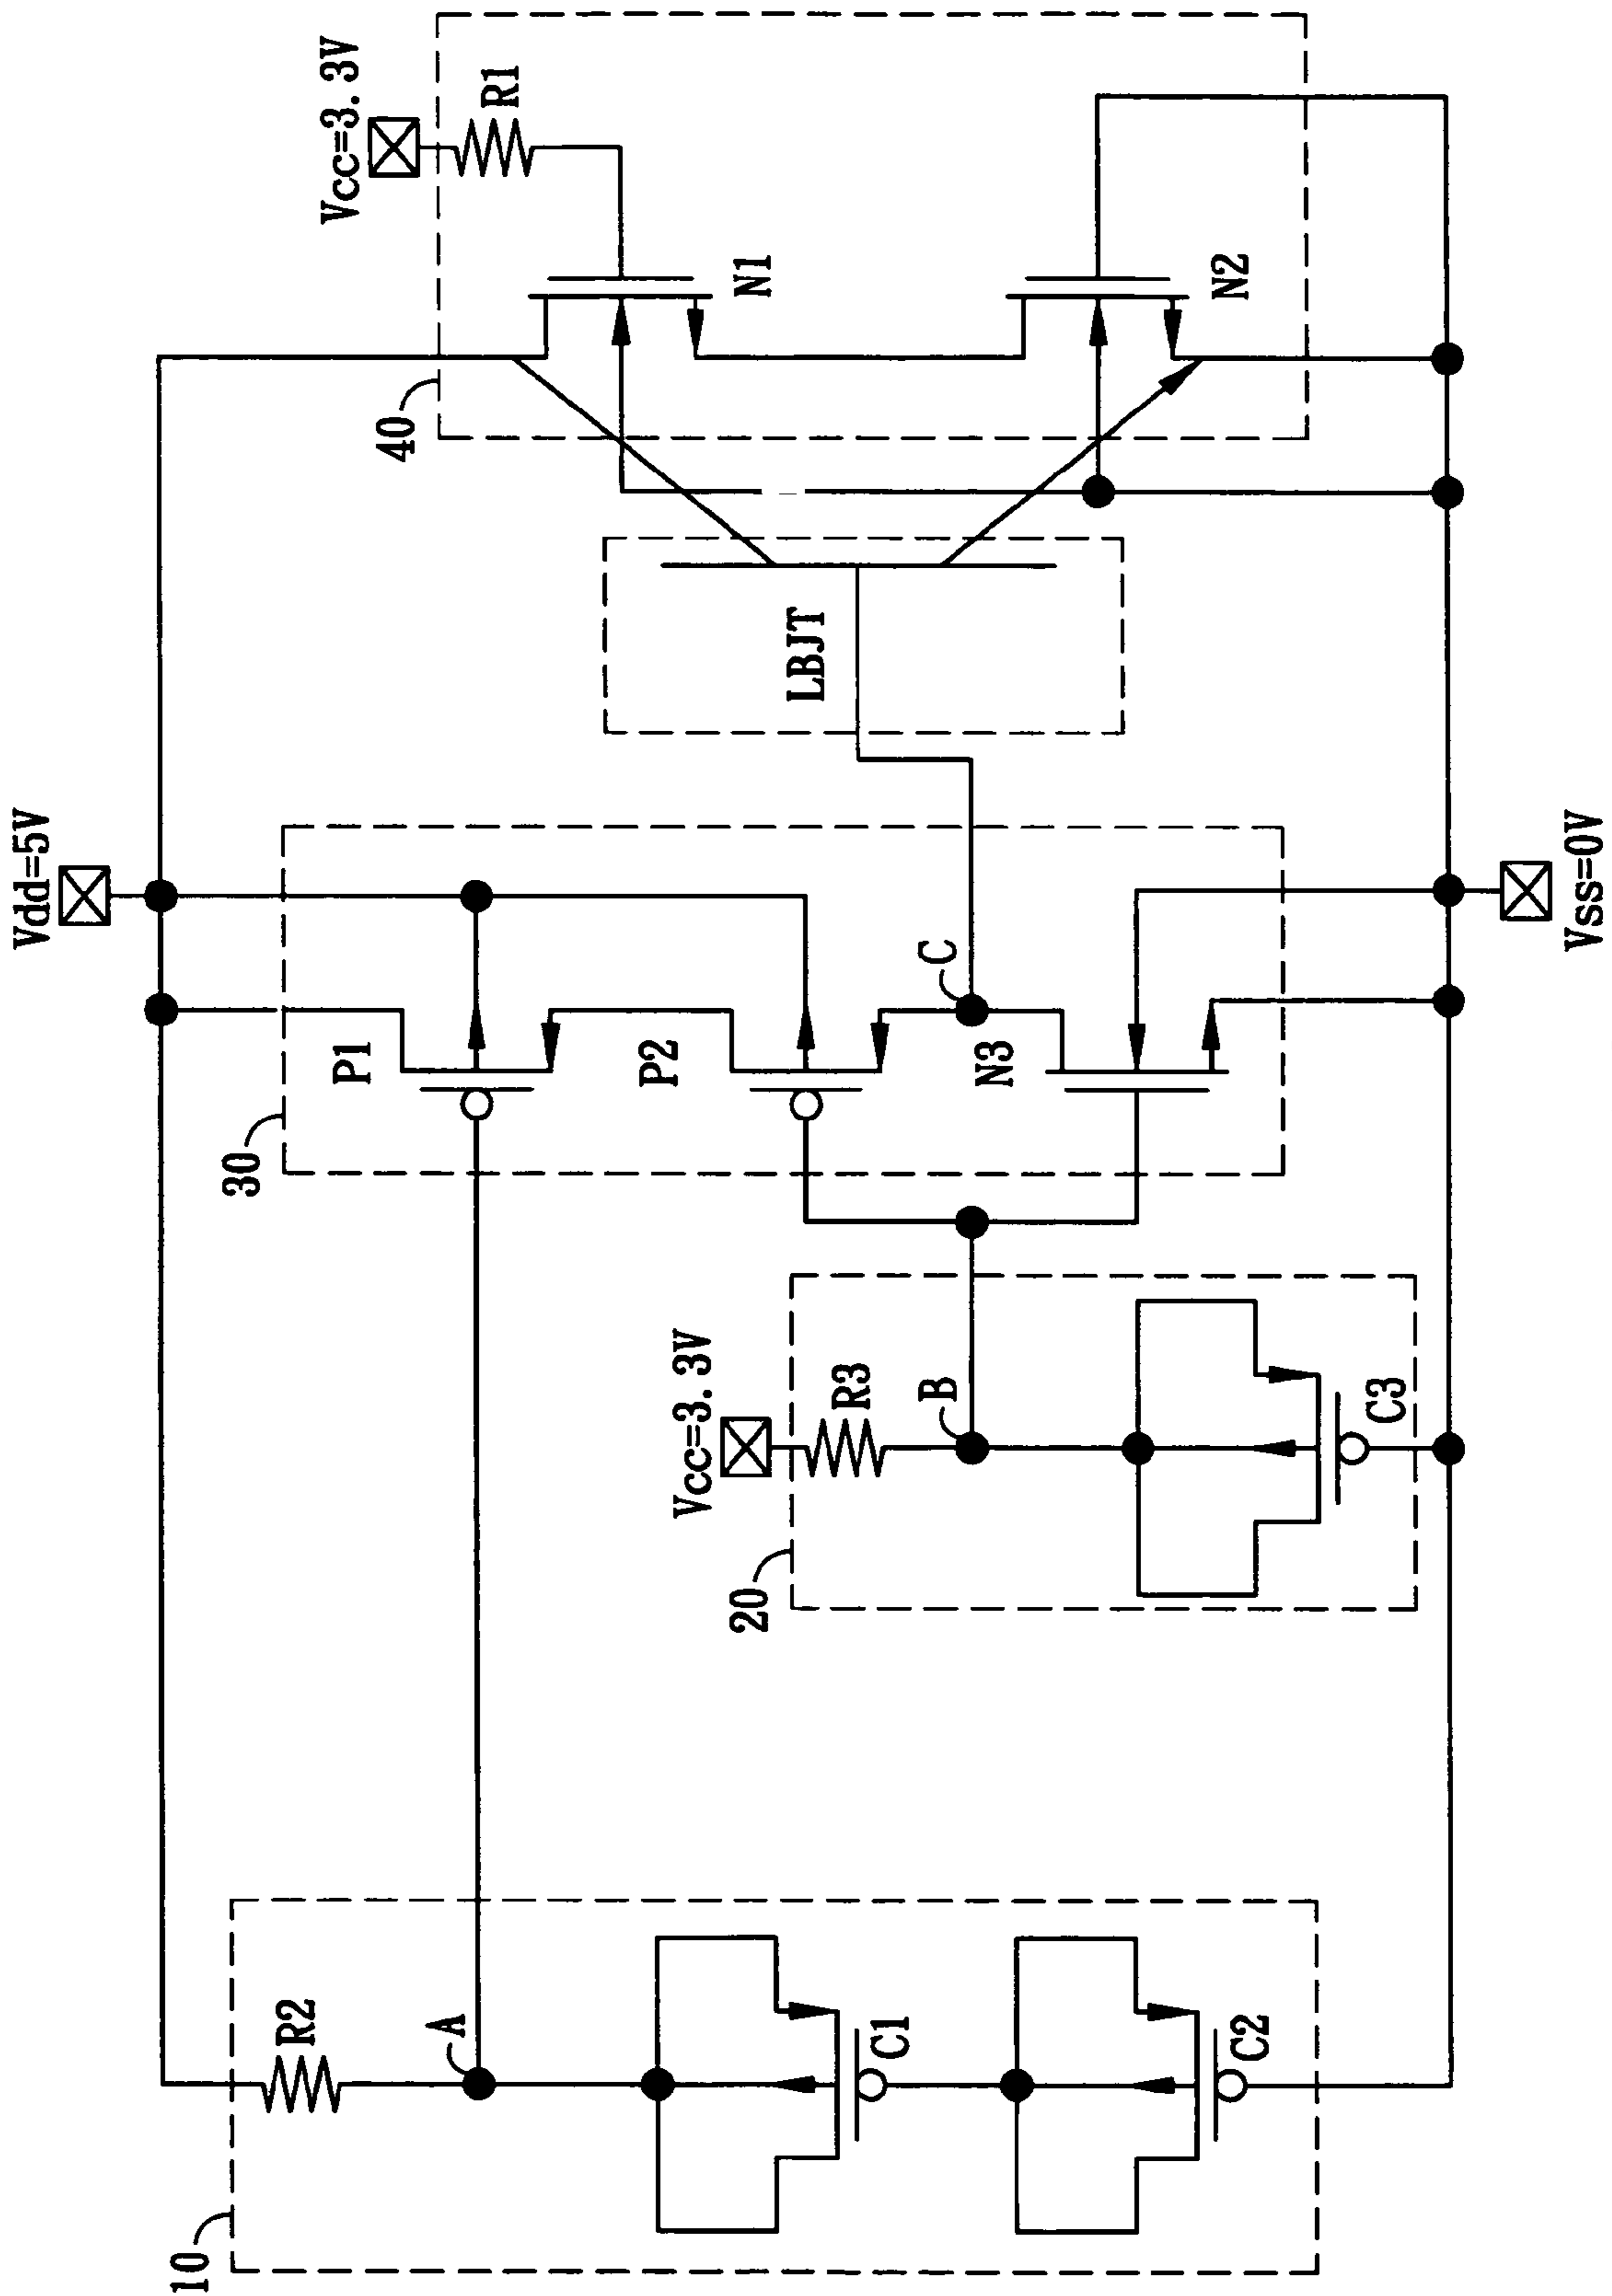 Vdd=5V
10
R2
A
C1
C2
20
Vcc=3.3V
R3
B
C3
30
P1
P2
N3
C
LBJT
40
Vcc=3.3V
R1
N1
N2
Vss=0V